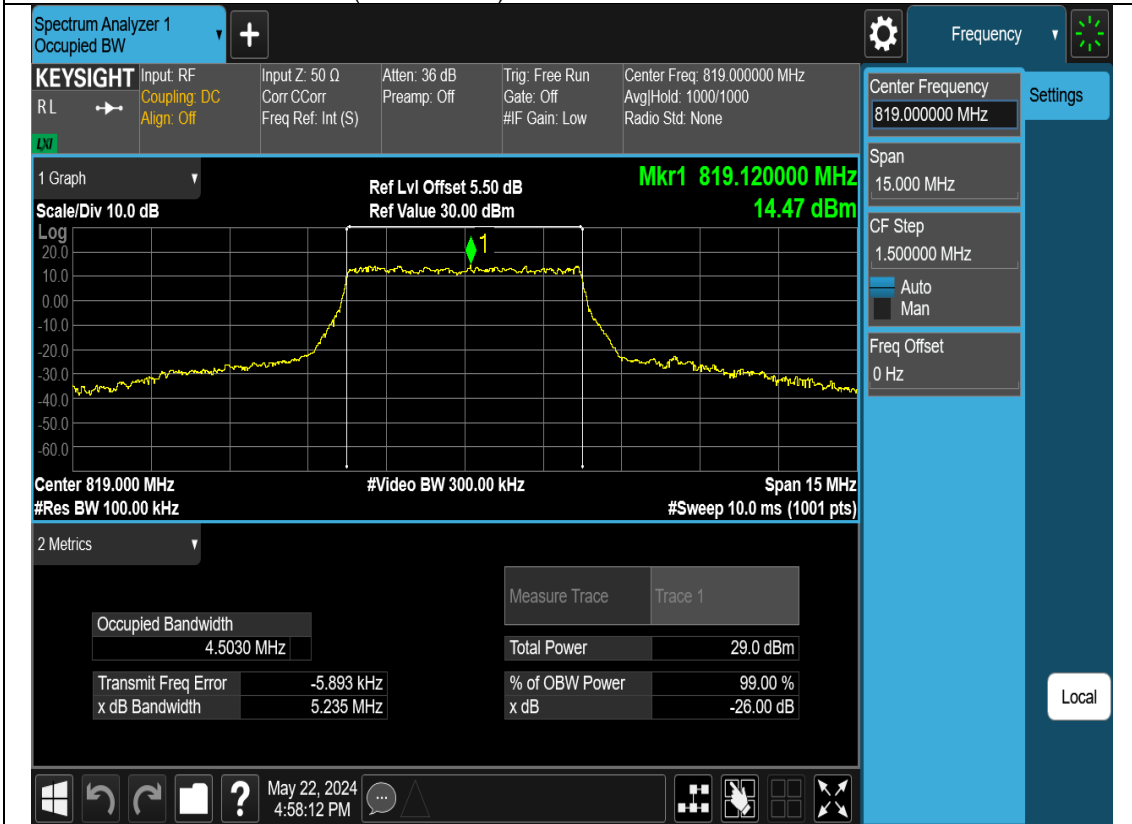 Spectrum Analyzer 1
Occupied BW
+
Frequency
KEYSIGHT
RL
LXI
Input: RF
Coupling: DC
Align: Off
Input Z: 50 Ω
Corr CCorr
Freq Ref: Int (S)
Atten: 36 dB
Preamp: Off
Trig: Free Run
Gate: Off
#IF Gain: Low
Center Freq: 819.000000 MHz
Avg|Hold: 1000/1000
Radio Std: None
Center Frequency
819.000000 MHz
Settings
Span
15.000 MHz
CF Step
1.500000 MHz
Auto
Man
Freq Offset
0 Hz
1 Graph
Scale/Div 10.0 dB
Ref Lvl Offset 5.50 dB
Ref Value 30.00 dBm
Mkr1 819.120000 MHz
14.47 dBm
Log
20.0
10.0
0.00
-10.0
-20.0
-30.0
-40.0
-50.0
-60.0
1
Center 819.000 MHz
#Video BW 300.00 kHz
Span 15 MHz
#Res BW 100.00 kHz
#Sweep 10.0 ms (1001 pts)
2 Metrics
Measure Trace Trace 1
Occupied Bandwidth
4.5030 MHz
Total Power 29.0 dBm
Transmit Freq Error -5.893 kHz
% of OBW Power 99.00 %
x dB Bandwidth 5.235 MHz
x dB -26.00 dB
Local
?
May 22, 2024
4:58:12 PM